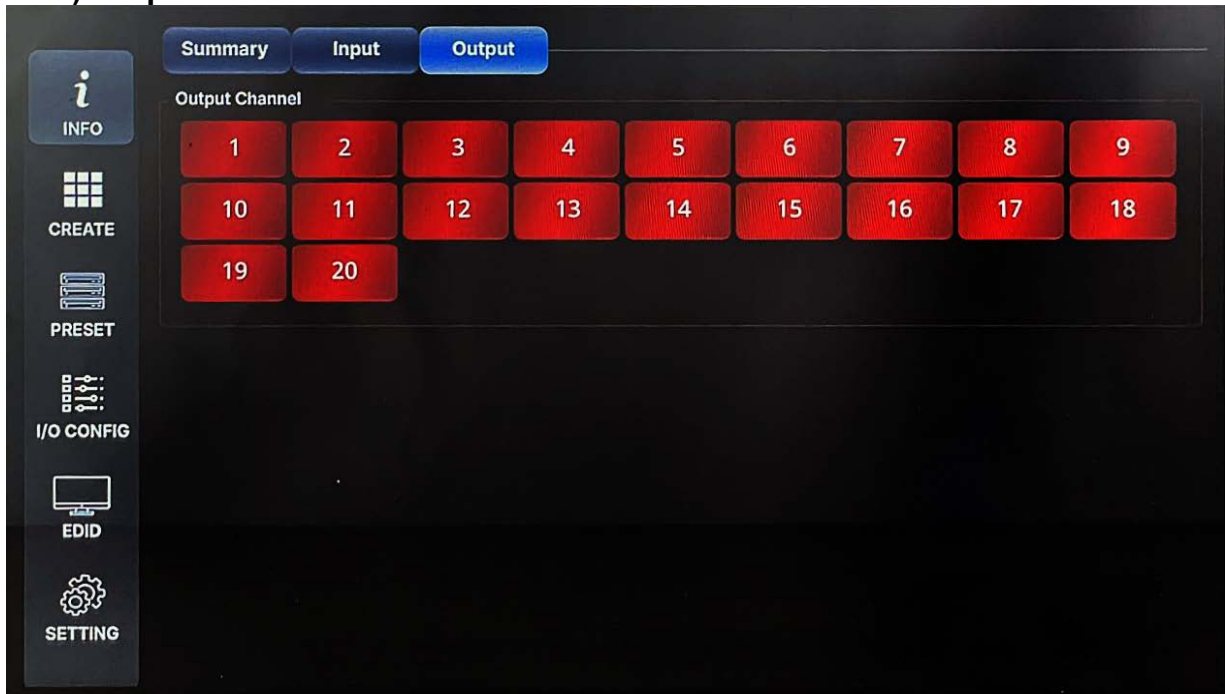 Summary Input Output
Output Channel
1 2 3 4 5 6 7 8 9
10 11 12 13 14 15 16 17 18
19 20
i
INFO
CREATE
PRESET
I/O CONFIG
EDID
SETTING